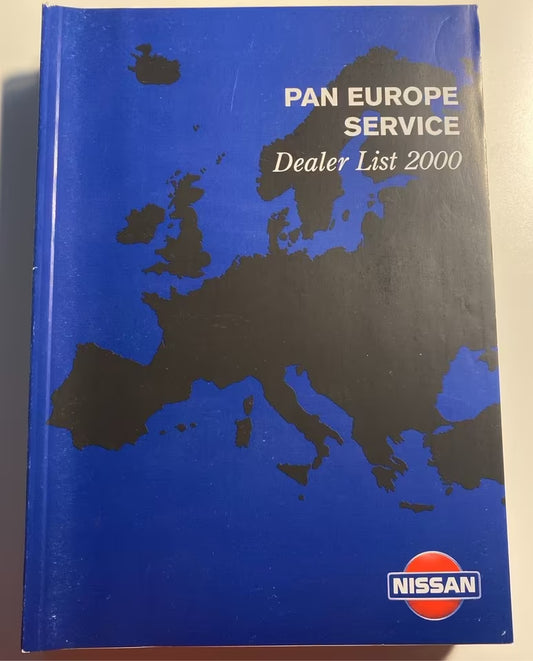 PAN EUROPE
SERVICE
Dealer List 2000
NISSAN